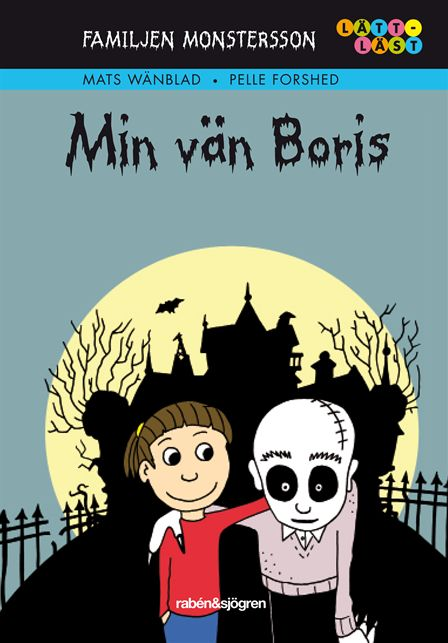 FAMILJEN MONSTERSSON
LÄTT-
LÄST
MATS WÄNBLAD • PELLE FORSHED
Min vän Boris
rabén&sjögren